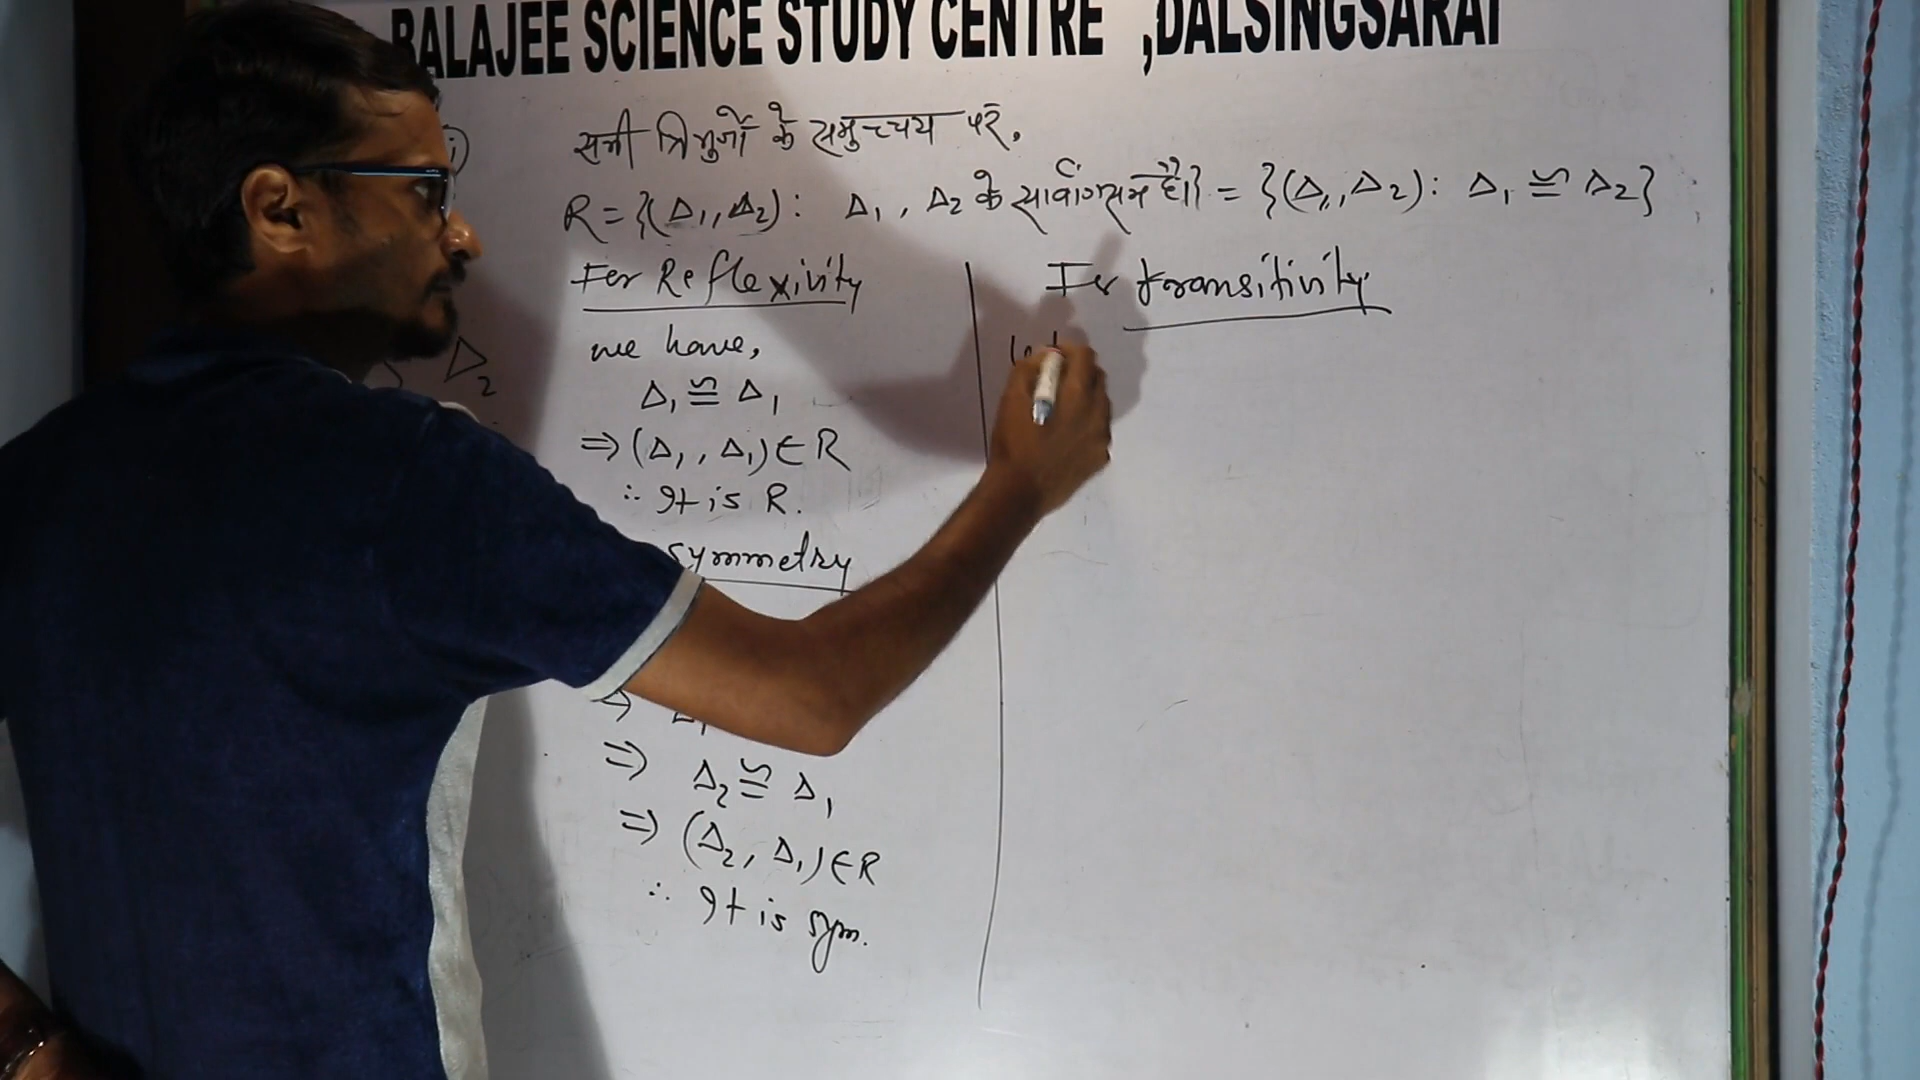 BALAJEE SCIENCE STUDY CENTRE ,DALSINGSARAI
i)
सभी त्रिभुजों के समुच्चय पर,
R = {(Δ₁, Δ₂) : Δ₁, Δ₂ के सर्वांगसम है।} = {(Δ₁, Δ₂) : Δ₁ ≅ Δ₂}
For Reflexivity
we have,
Δ₁ ≅ Δ₁
⇒ (Δ₁, Δ₁) ∈ R
∴ It is R.
symmetry
⇒ Δ₁
⇒ Δ₂ ≅ Δ₁
⇒ (Δ₂, Δ₁) ∈ R
∴ It is sym.
Δ₂
For transitivity